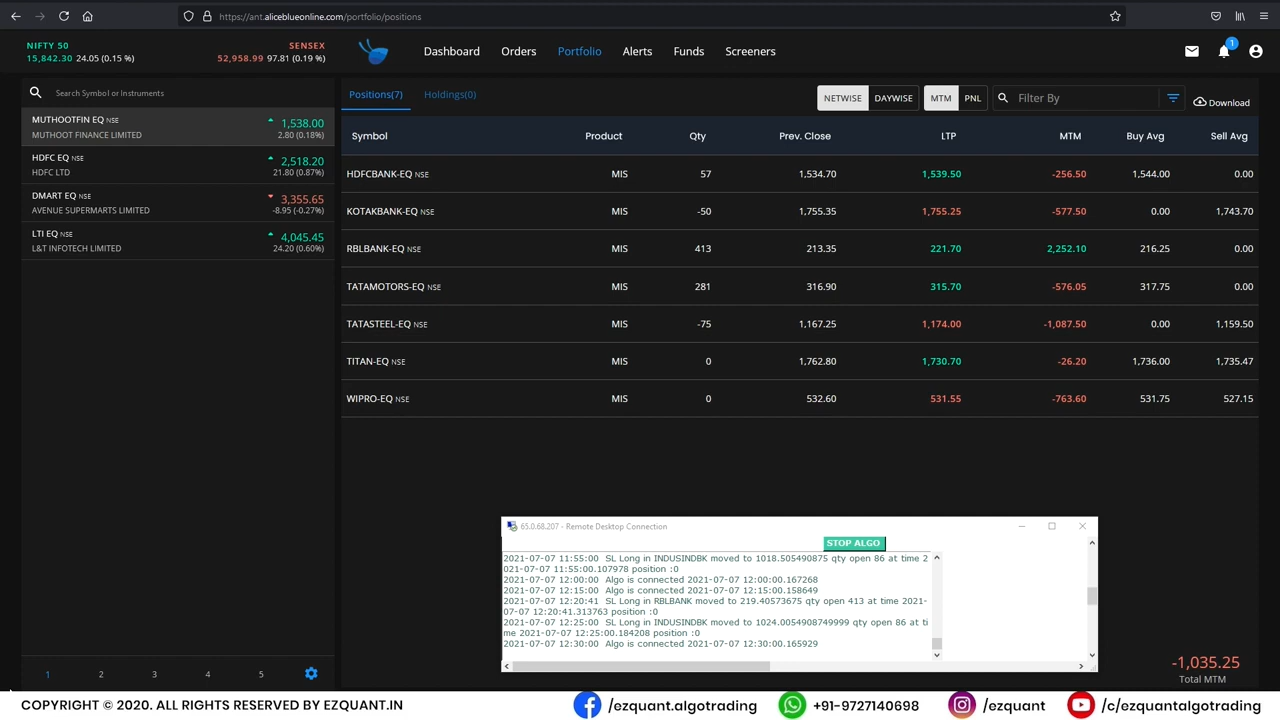 https://ant.aliceblueonline.com/portfolio/positions
NIFTY 50
15,842.30 24.05 (0.15 %)
SENSEX
52,958.99 97.81 (0.19 %)
Dashboard Orders Portfolio Alerts Funds Screeners
1
Search Symbol or Instruments
MUTHOOTFIN EQ NSE 1,538.00
MUTHOOT FINANCE LIMITED 2.80 (0.18%)
HDFC EQ NSE 2,518.20
HDFC LTD 21.80 (0.87%)
DMART EQ NSE 3,355.65
AVENUE SUPERMARTS LIMITED -8.95 (-0.27%)
LTI EQ NSE 4,045.45
L&T INFOTECH LIMITED 24.20 (0.60%)
1 2 3 4 5
Positions(7) Holdings(0)
NETWISE DAYWISE MTM PNL Filter By Download
Symbol Product Qty Prev. Close LTP MTM Buy Avg Sell Avg
HDFCBANK-EQ NSE MIS 57 1,534.70 1,539.50 -256.50 1,544.00 0.00
KOTAKBANK-EQ NSE MIS -50 1,755.35 1,755.25 -577.50 0.00 1,743.70
RBLBANK-EQ NSE MIS 413 213.35 221.70 2,252.10 216.25 0.00
TATAMOTORS-EQ NSE MIS 281 316.90 315.70 -576.05 317.75 0.00
TATASTEEL-EQ NSE MIS -75 1,167.25 1,174.00 -1,087.50 0.00 1,159.50
TITAN-EQ NSE MIS 0 1,762.80 1,730.70 -26.20 1,736.00 1,735.47
WIPRO-EQ NSE MIS 0 532.60 531.55 -763.60 531.75 527.15
65.0.68.207 - Remote Desktop Connection
STOP ALGO
2021-07-07 11:55:00 SL Long in INDUSINDBK moved to 1018.505490875 qty open 86 at time 2
021-07-07 11:55:00.107978 position :0
2021-07-07 12:00:00 Algo is connected 2021-07-07 12:00:00.167268
2021-07-07 12:15:00 Algo is connected 2021-07-07 12:15:00.158649
2021-07-07 12:20:41 SL Long in RBLBANK moved to 219.40573675 qty open 413 at time 2021-
07-07 12:20:41.313763 position :0
2021-07-07 12:25:00 SL Long in INDUSINDBK moved to 1024.0054908749999 qty open 86 at ti
me 2021-07-07 12:25:00.184208 position :0
2021-07-07 12:30:00 Algo is connected 2021-07-07 12:30:00.165929
-1,035.25
Total MTM
COPYRIGHT © 2020. ALL RIGHTS RESERVED BY EZQUANT.IN /ezquant.algotrading +91-9727140698 /ezquant /c/ezquantalgotrading